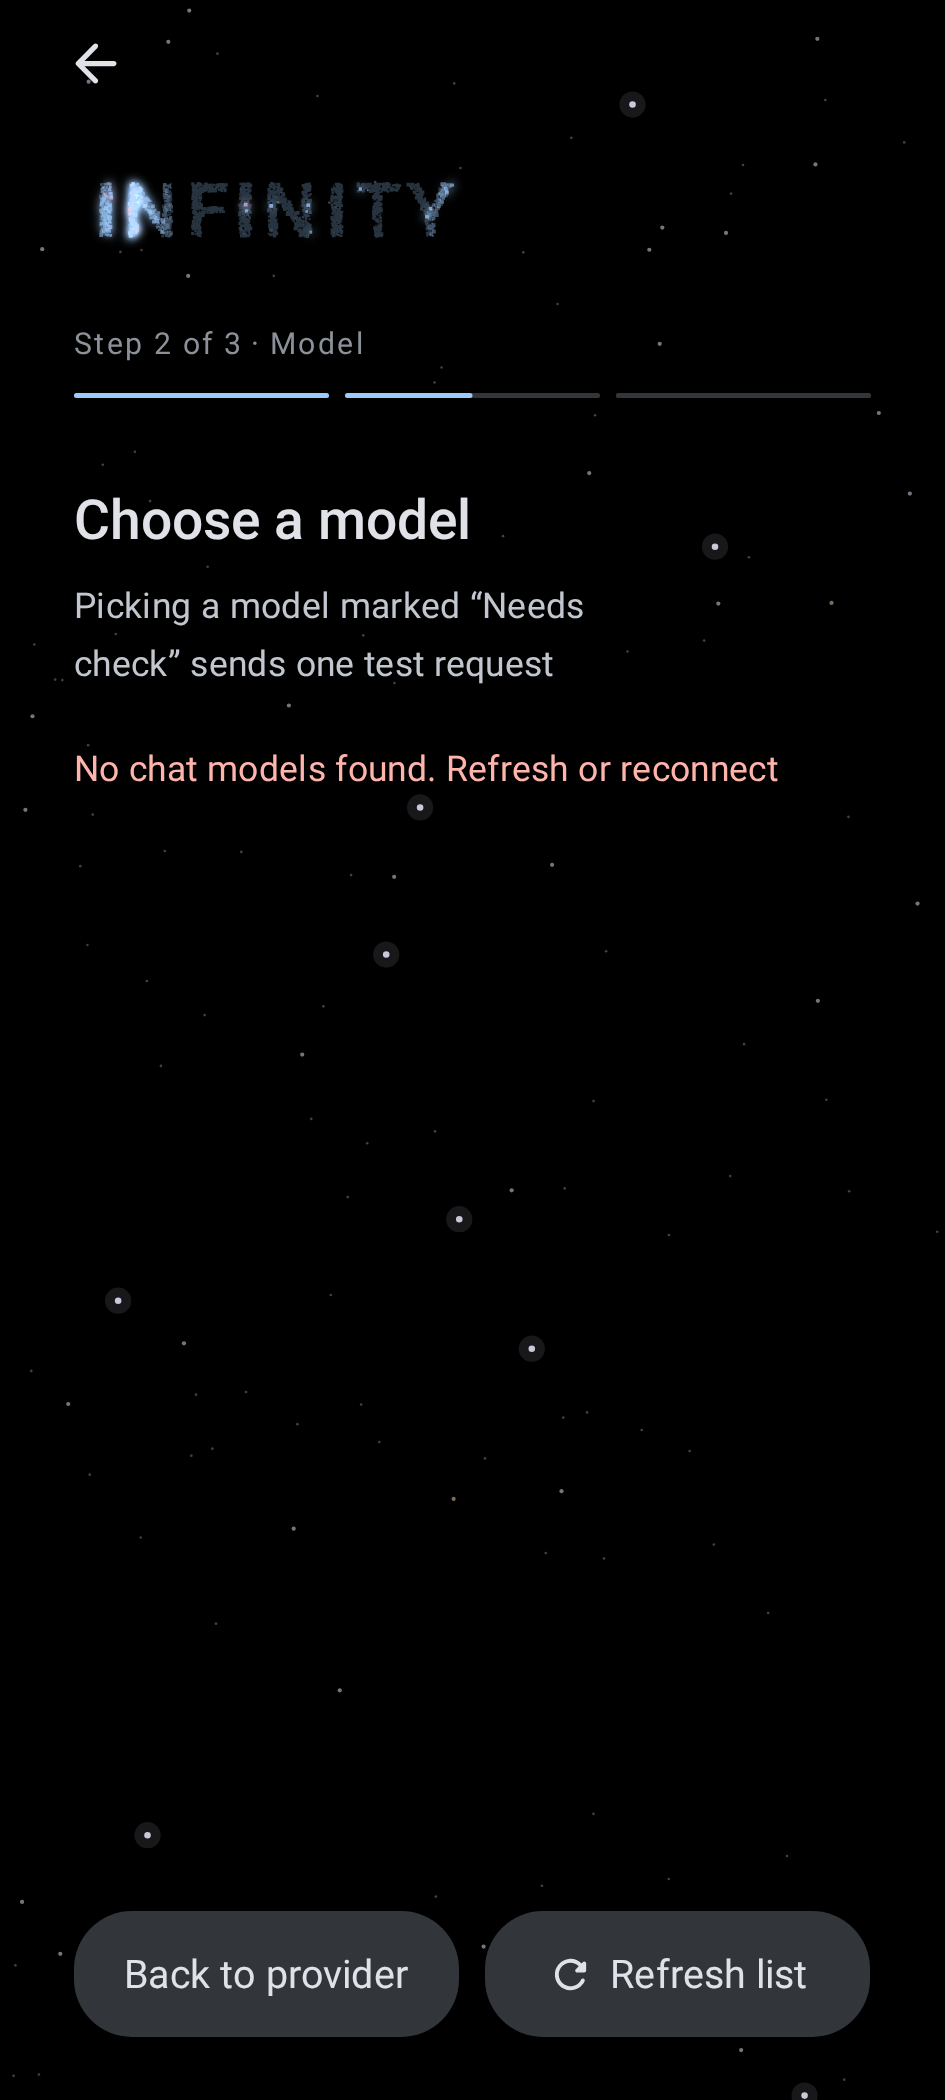 INFINITY
Step 2 of 3 · Model
Choose a model
Picking a model marked “Needs
check” sends one test request
No chat models found. Refresh or reconnect
Back to provider
Refresh list